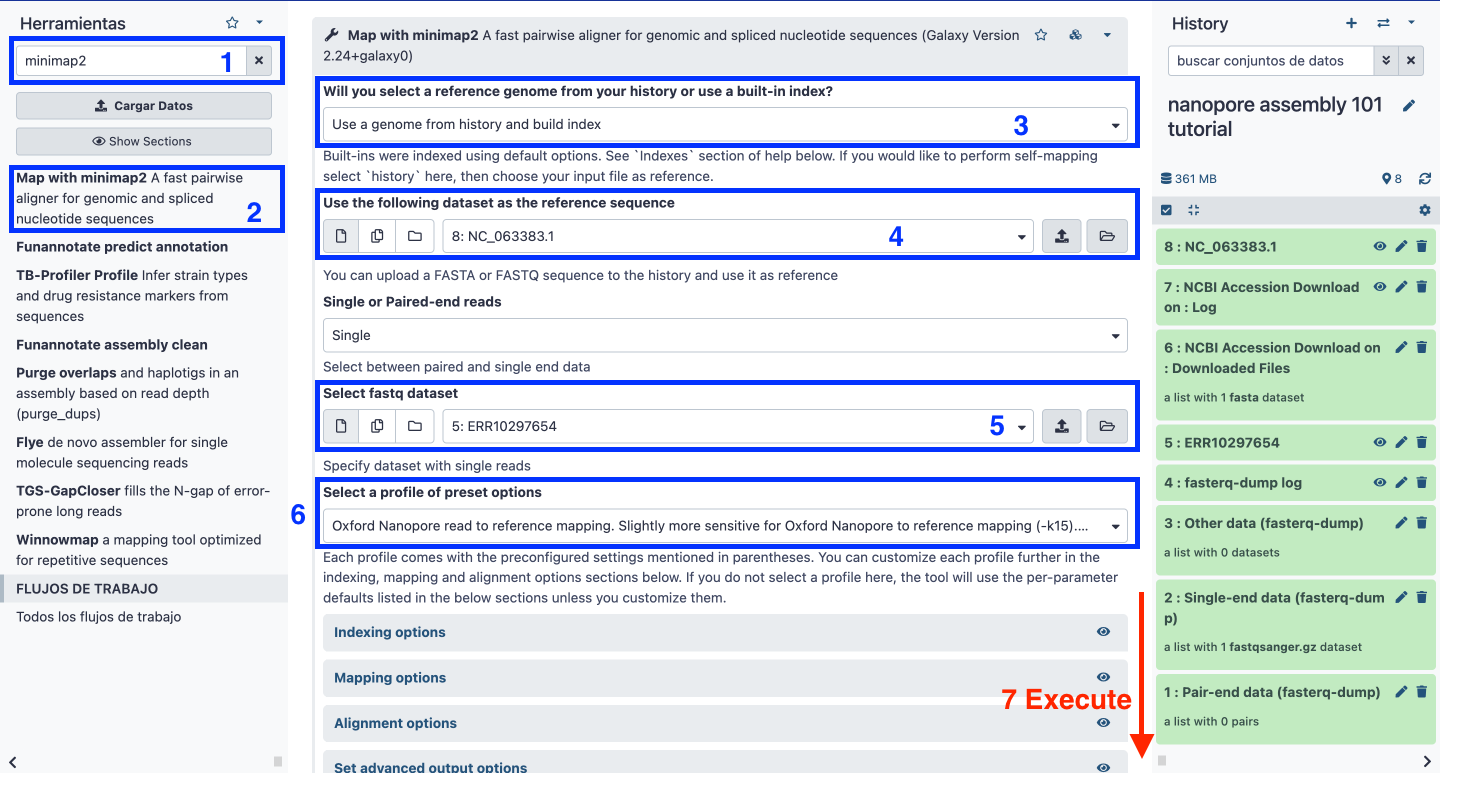 Herramientas
minimap2
1
Cargar Datos
Show Sections
Map with minimap2 A fast pairwise
aligner for genomic and spliced
nucleotide sequences
2
Funannotate predict annotation
TB-Profiler Profile Infer strain types
and drug resistance markers from
sequences
Funannotate assembly clean
Purge overlaps and haplotigs in an
assembly based on read depth
(purge_dups)
Flye de novo assembler for single
molecule sequencing reads
TGS-GapCloser fills the N-gap of error-
prone long reads
Winnowmap a mapping tool optimized
for repetitive sequences
FLUJOS DE TRABAJO
Todos los flujos de trabajo
Map with minimap2 A fast pairwise aligner for genomic and spliced nucleotide sequences (Galaxy Version
2.24+galaxy0)
Will you select a reference genome from your history or use a built-in index?
Use a genome from history and build index
3
Built-ins were indexed using default options. See `Indexes` section of help below. If you would like to perform self-mapping
select `history` here, then choose your input file as reference.
Use the following dataset as the reference sequence
8: NC_063383.1
4
You can upload a FASTA or FASTQ sequence to the history and use it as reference
Single or Paired-end reads
Single
Select between paired and single end data
Select fastq dataset
5: ERR10297654
5
Specify dataset with single reads
Select a profile of preset options
6
Oxford Nanopore read to reference mapping. Slightly more sensitive for Oxford Nanopore to reference mapping (-k15)....
Each profile comes with the preconfigured settings mentioned in parentheses. You can customize each profile further in the
indexing, mapping and alignment options sections below. If you do not select a profile here, the tool will use the per-parameter
defaults listed in the below sections unless you customize them.
Indexing options
Mapping options
7 Execute
Alignment options
Set advanced output options
History
buscar conjuntos de datos
nanopore assembly 101
tutorial
361 MB
8
8 : NC_063383.1
7 : NCBI Accession Download
on : Log
6 : NCBI Accession Download on
: Downloaded Files
a list with 1 fasta dataset
5 : ERR10297654
4 : fasterq-dump log
3 : Other data (fasterq-dump)
a list with 0 datasets
2 : Single-end data (fasterq-dum
p)
a list with 1 fastqsanger.gz dataset
1 : Pair-end data (fasterq-dump)
a list with 0 pairs